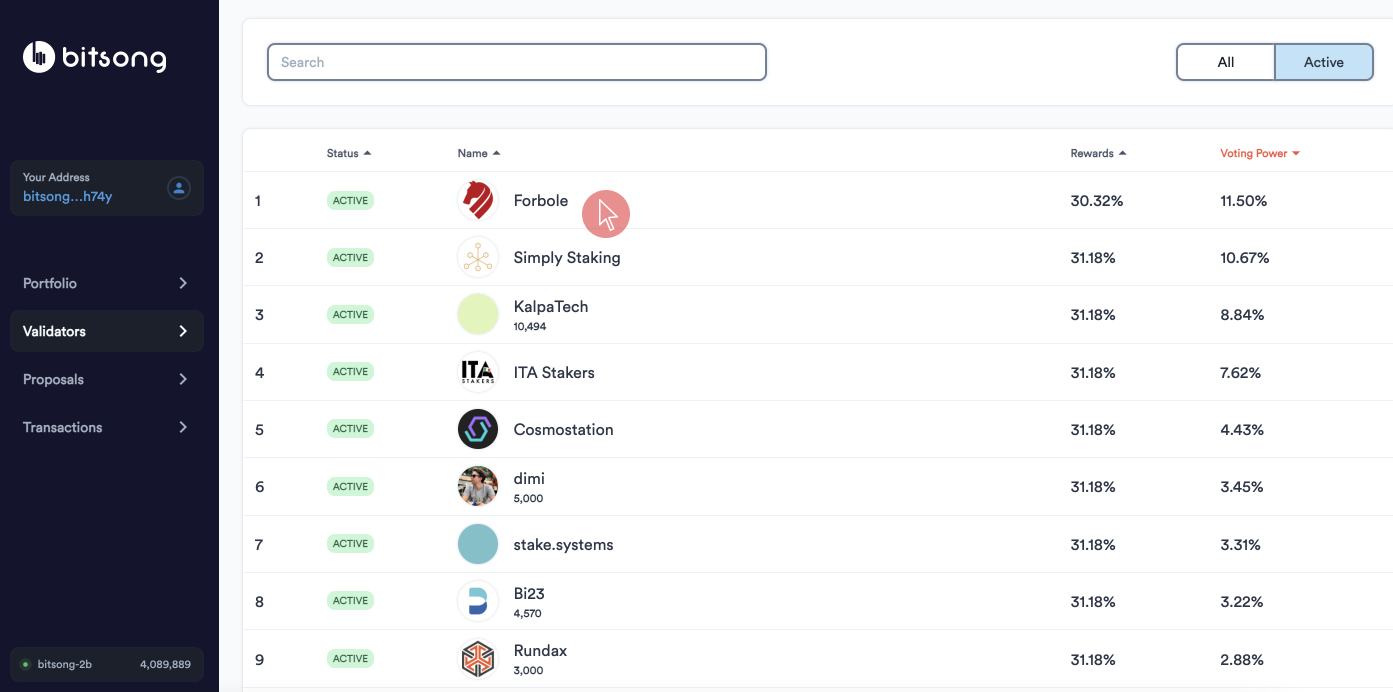 bitsong
Your Address
bitsong...h74y
Portfolio
Validators
Proposals
Transactions
bitsong-2b 4,089,889
Search
All Active
Status Name Rewards Voting Power
1 ACTIVE Forbole 30.32% 11.50%
2 ACTIVE Simply Staking 31.18% 10.67%
3 ACTIVE KalpaTech 31.18% 8.84%
10,494
4 ACTIVE ITA STAKERS ITA Stakers 31.18% 7.62%
5 ACTIVE Cosmostation 31.18% 4.43%
6 ACTIVE dimi 31.18% 3.45%
5,000
7 ACTIVE stake.systems 31.18% 3.31%
8 ACTIVE Bi23 31.18% 3.22%
4,570
9 ACTIVE Rundax 31.18% 2.88%
3,000